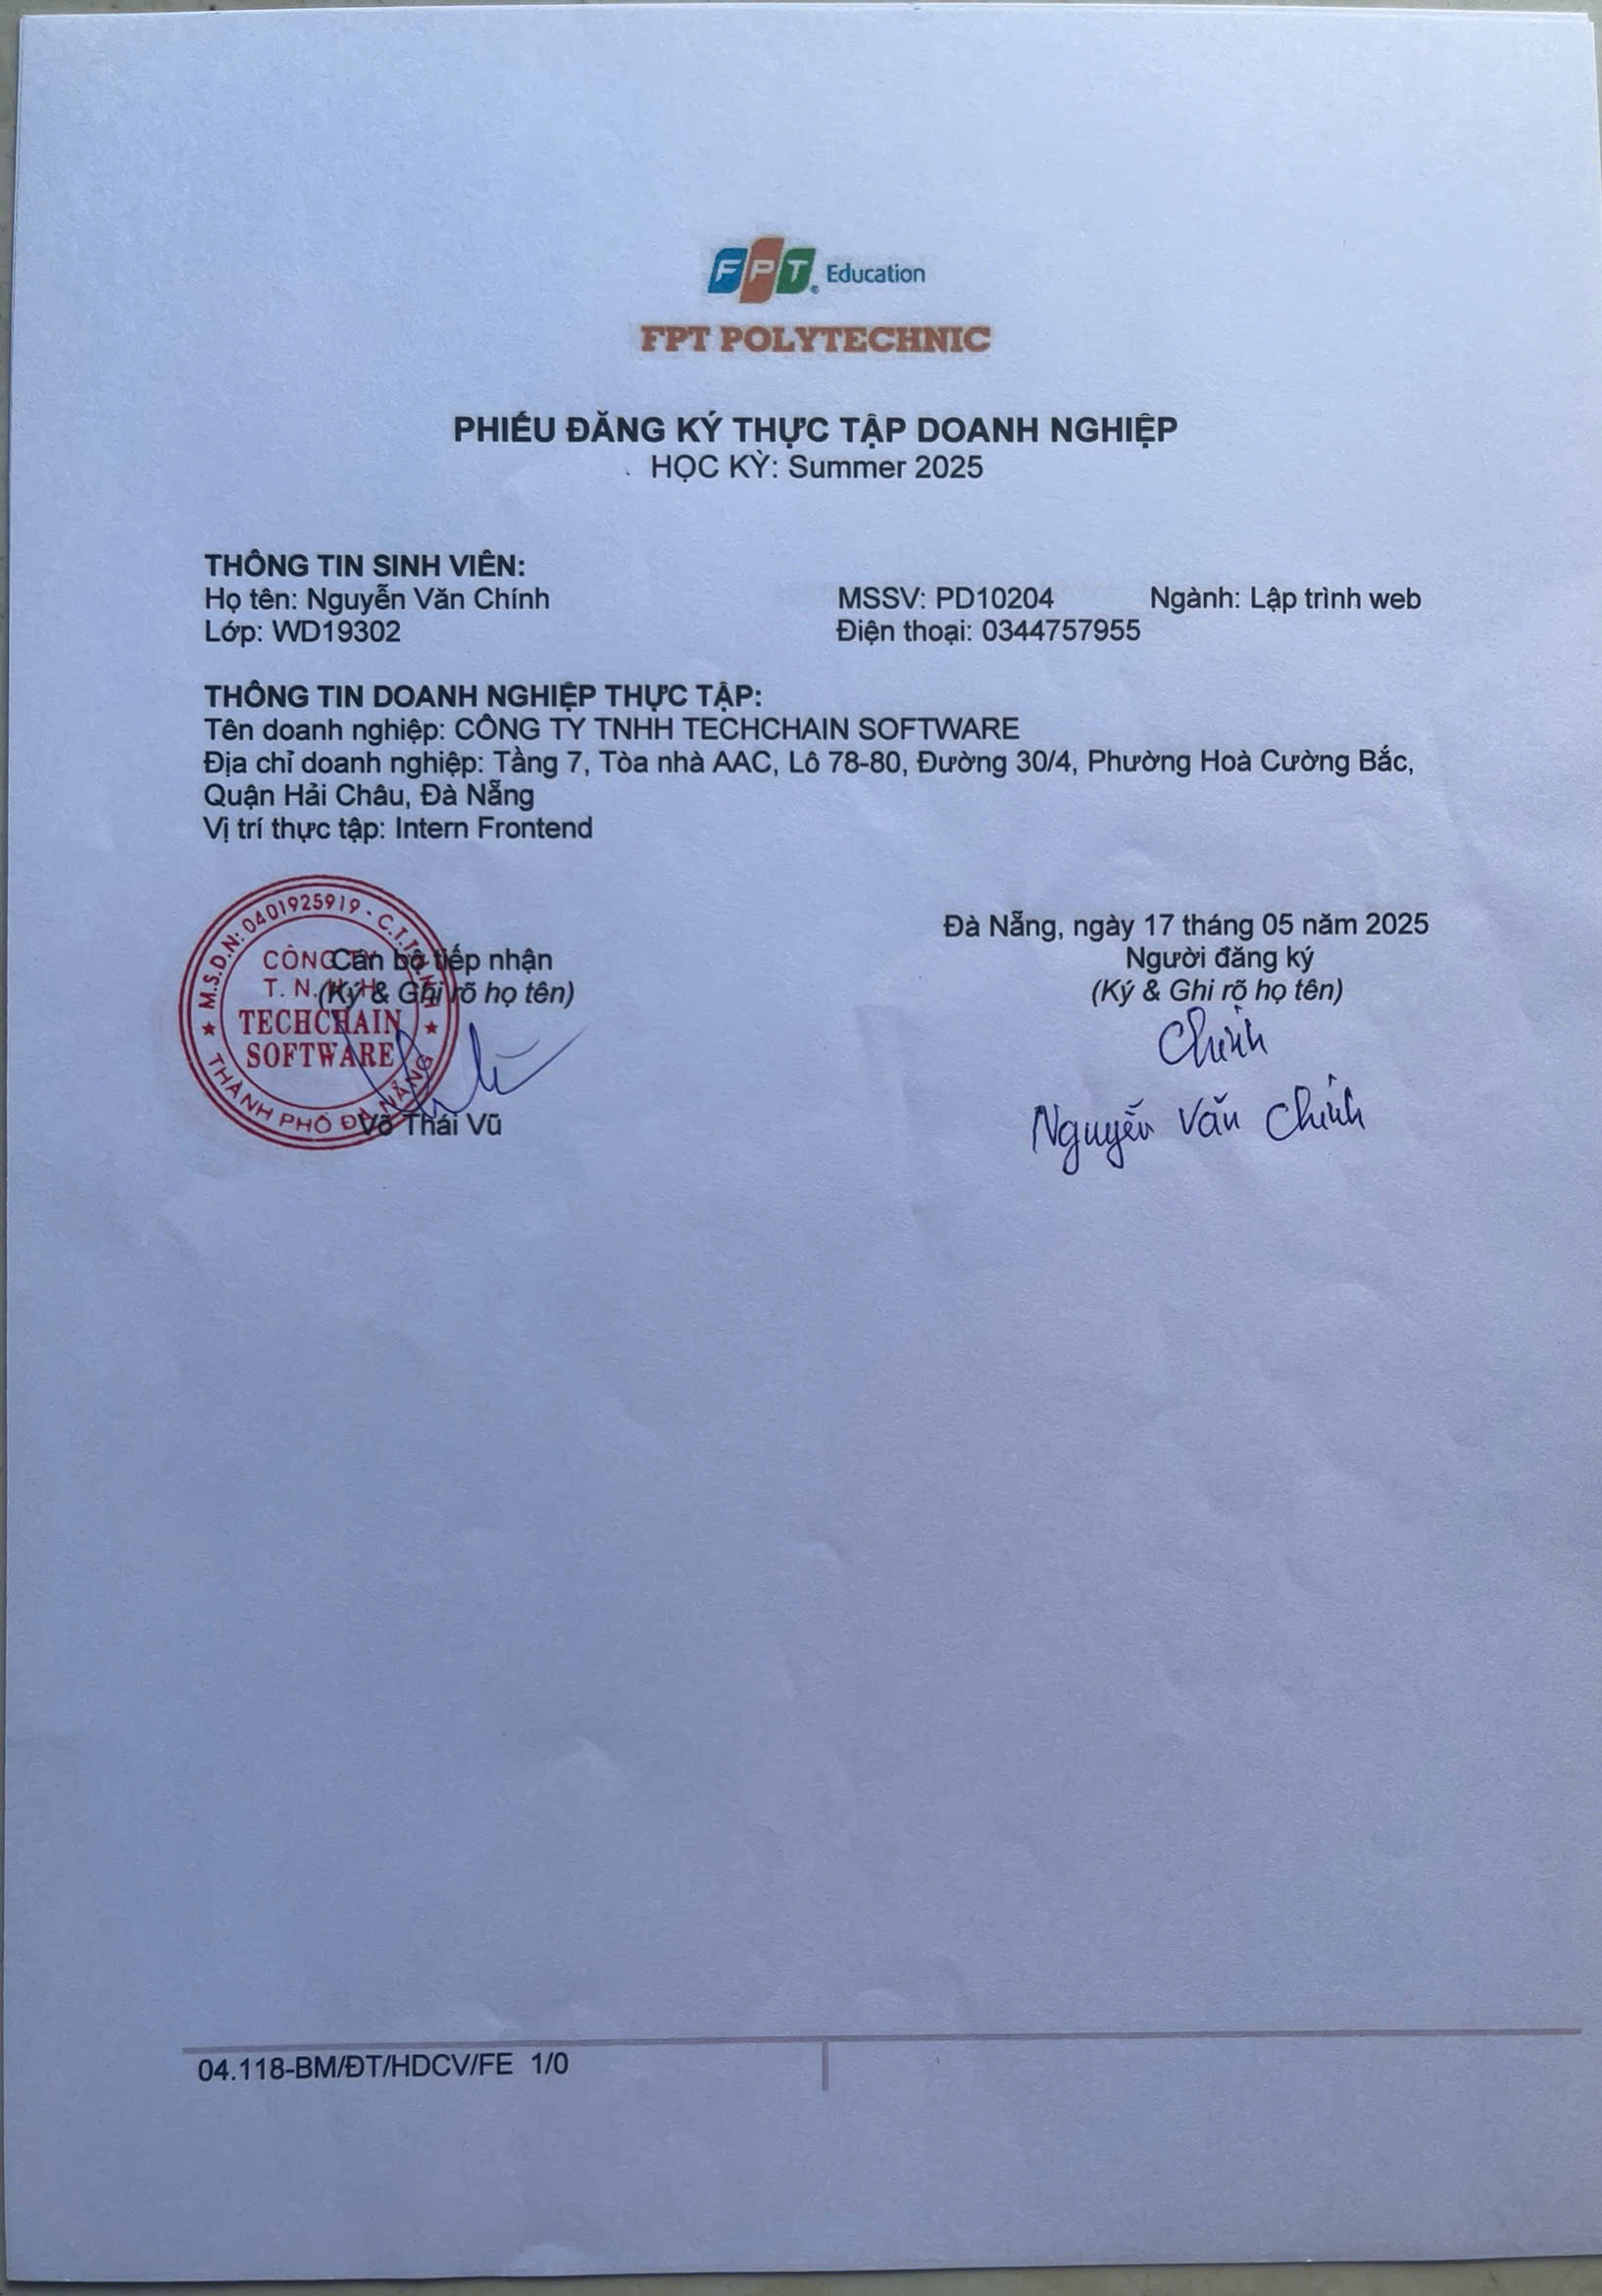 FPT Education
FPT POLYTECHNIC
PHIẾU ĐĂNG KÝ THỰC TẬP DOANH NGHIỆP
HỌC KỲ: Summer 2025
THÔNG TIN SINH VIÊN:
Họ tên: Nguyễn Văn Chính MSSV: PD10204 Ngành: Lập trình web
Lớp: WD19302 Điện thoại: 0344757955
THÔNG TIN DOANH NGHIỆP THỰC TẬP:
Tên doanh nghiệp: CÔNG TY TNHH TECHCHAIN SOFTWARE
Địa chỉ doanh nghiệp: Tầng 7, Tòa nhà AAC, Lô 78-80, Đường 30/4, Phường Hoà Cường Bắc,
Quận Hải Châu, Đà Nẵng
Vị trí thực tập: Intern Frontend
Đà Nẵng, ngày 17 tháng 05 năm 2025
Cán bộ tiếp nhận
(Ký & Ghi rõ họ tên)
M.S.D.N: 0401925919 - C.T.T.N.H.H
CÔNG TY
T.N.H.H
TECHCHAIN
SOFTWARE
THÀNH PHỐ ĐÀ NẴNG
Võ Thái Vũ
Người đăng ký
(Ký & Ghi rõ họ tên)
Chính
Nguyễn Văn Chính
04.118-BM/ĐT/HDCV/FE 1/0